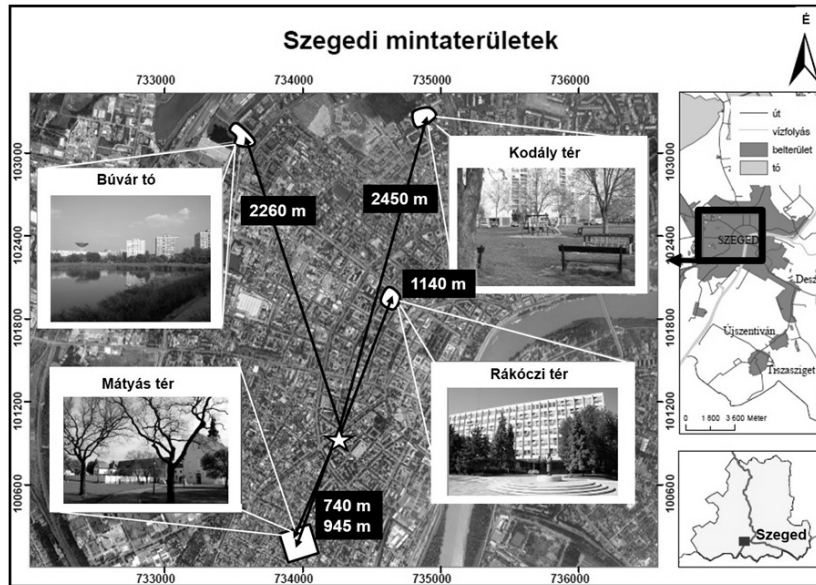 Szegedi mintaterületek
É
733000
734000
735000
736000
103000
102400
101800
101200
100600
Búvár tó
2260 m
2450 m
Kodály tér
1140 m
Mátyás tér
Rákóczi tér
740 m
945 m
733000
734000
735000
736000
út
vízfolyás
belterület
tó
SZEGED
Desz
Újszentiván
Tiszasziget
0 1 800 3 600 Méter
103000
102400
101800
101200
100600
Szeged